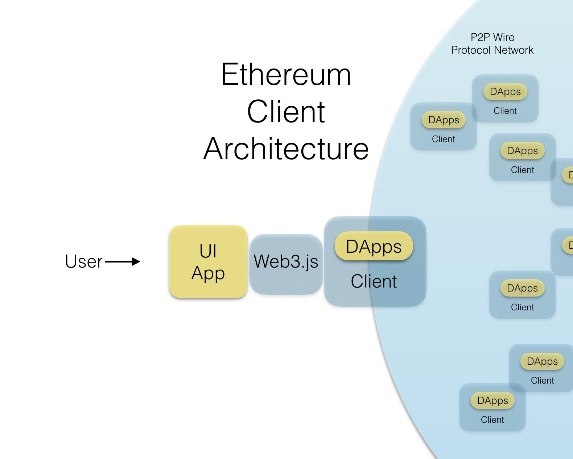 P2P Wire
Protocol Network
Ethereum
Client
Architecture
DApps
Client
DApps
Client
DApps
Client
User
UI
App
Web3.js
DApps
Client
DApps
Client
DApps
Client
DApps
Client